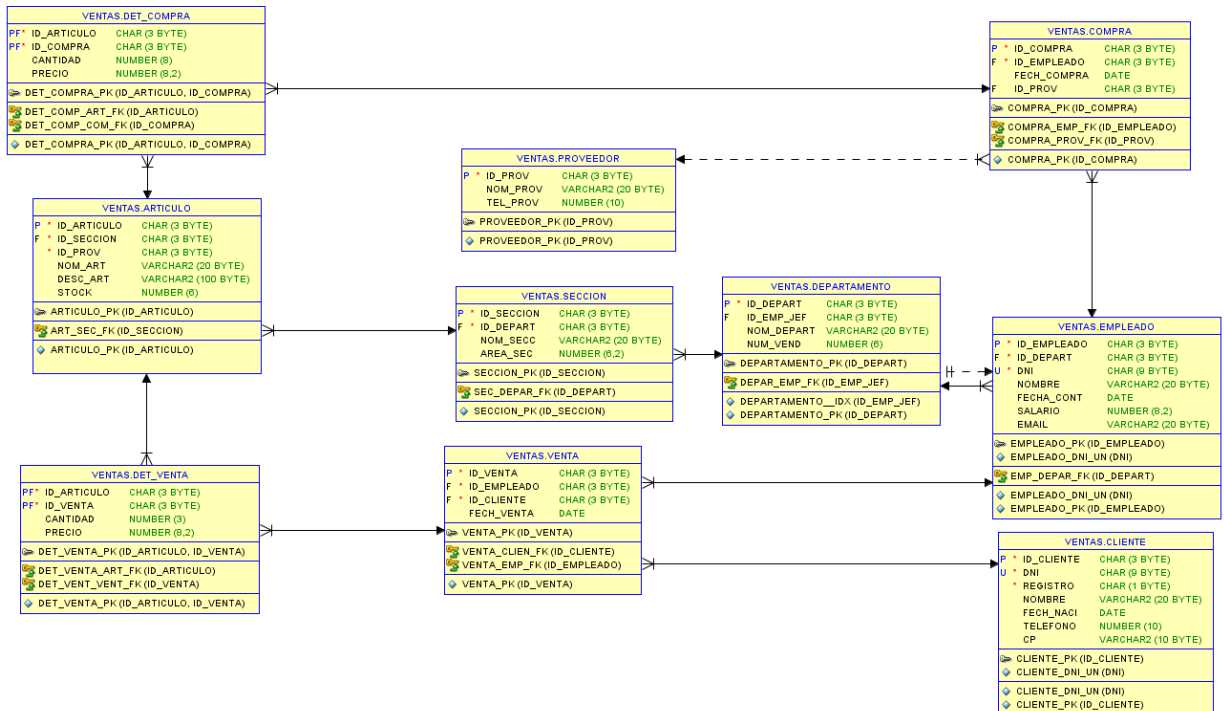 VENTAS.DET_COMPRA
PF* ID_ARTICULO CHAR (3 BYTE)
PF* ID_COMPRA CHAR (3 BYTE)
CANTIDAD NUMBER (8)
PRECIO NUMBER (8,2)
DET_COMPRA_PK (ID_ARTICULO, ID_COMPRA)
DET_COMP_ART_FK (ID_ARTICULO)
DET_COMP_COM_FK (ID_COMPRA)
DET_COMPRA_PK (ID_ARTICULO, ID_COMPRA)
VENTAS.COMPRA
P * ID_COMPRA CHAR (3 BYTE)
F * ID_EMPLEADO CHAR (3 BYTE)
FECH_COMPRA DATE
F ID_PROV CHAR (3 BYTE)
COMPRA_PK (ID_COMPRA)
COMPRA_EMP_FK (ID_EMPLEADO)
COMPRA_PROV_FK (ID_PROV)
COMPRA_PK (ID_COMPRA)
VENTAS.PROVEEDOR
P * ID_PROV CHAR (3 BYTE)
NOM_PROV VARCHAR2 (20 BYTE)
TEL_PROV NUMBER (10)
PROVEEDOR_PK (ID_PROV)
PROVEEDOR_PK (ID_PROV)
VENTAS.ARTICULO
P * ID_ARTICULO CHAR (3 BYTE)
F * ID_SECCION CHAR (3 BYTE)
* ID_PROV CHAR (3 BYTE)
NOM_ART VARCHAR2 (20 BYTE)
DESC_ART VARCHAR2 (100 BYTE)
STOCK NUMBER (6)
ARTICULO_PK (ID_ARTICULO)
ART_SEC_FK (ID_SECCION)
ARTICULO_PK (ID_ARTICULO)
VENTAS.SECCION
P * ID_SECCION CHAR (3 BYTE)
F * ID_DEPART CHAR (3 BYTE)
NOM_SECC VARCHAR2 (20 BYTE)
AREA_SEC NUMBER (6,2)
SECCION_PK (ID_SECCION)
SEC_DEPAR_FK (ID_DEPART)
SECCION_PK (ID_SECCION)
VENTAS.DEPARTAMENTO
P * ID_DEPART CHAR (3 BYTE)
F ID_EMP_JEF CHAR (3 BYTE)
NOM_DEPART VARCHAR2 (20 BYTE)
NUM_VEND NUMBER (6)
DEPARTAMENTO_PK (ID_DEPART)
DEPAR_EMP_FK (ID_EMP_JEF)
DEPARTAMENTO__IDX (ID_EMP_JEF)
DEPARTAMENTO_PK (ID_DEPART)
VENTAS.EMPLEADO
P * ID_EMPLEADO CHAR (3 BYTE)
F * ID_DEPART CHAR (3 BYTE)
U * DNI CHAR (9 BYTE)
NOMBRE VARCHAR2 (20 BYTE)
FECHA_CONT DATE
SALARIO NUMBER (8,2)
EMAIL VARCHAR2 (20 BYTE)
EMPLEADO_PK (ID_EMPLEADO)
EMPLEADO_DNI_UN (DNI)
EMP_DEPAR_FK (ID_DEPART)
EMPLEADO_DNI_UN (DNI)
EMPLEADO_PK (ID_EMPLEADO)
VENTAS.DET_VENTA
PF* ID_ARTICULO CHAR (3 BYTE)
PF* ID_VENTA CHAR (3 BYTE)
CANTIDAD NUMBER (3)
PRECIO NUMBER (8,2)
DET_VENTA_PK (ID_ARTICULO, ID_VENTA)
DET_VENTA_ART_FK (ID_ARTICULO)
DET_VENT_VENT_FK (ID_VENTA)
DET_VENTA_PK (ID_ARTICULO, ID_VENTA)
VENTAS.VENTA
P * ID_VENTA CHAR (3 BYTE)
F * ID_EMPLEADO CHAR (3 BYTE)
F * ID_CLIENTE CHAR (3 BYTE)
FECH_VENTA DATE
VENTA_PK (ID_VENTA)
VENTA_CLIEN_FK (ID_CLIENTE)
VENTA_EMP_FK (ID_EMPLEADO)
VENTA_PK (ID_VENTA)
VENTAS.CLIENTE
P * ID_CLIENTE CHAR (3 BYTE)
U * DNI CHAR (9 BYTE)
* REGISTRO CHAR (1 BYTE)
NOMBRE VARCHAR2 (20 BYTE)
FECH_NACI DATE
TELEFONO NUMBER (10)
CP VARCHAR2 (10 BYTE)
CLIENTE_PK (ID_CLIENTE)
CLIENTE_DNI_UN (DNI)
CLIENTE_DNI_UN (DNI)
CLIENTE_PK (ID_CLIENTE)